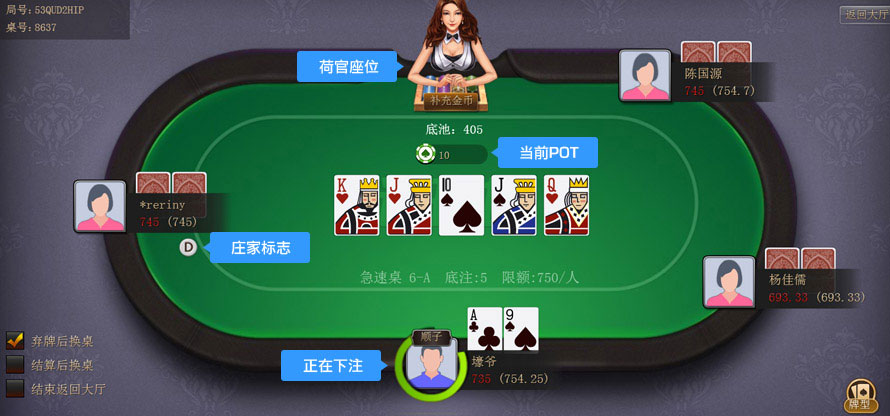 局号:53QUD2HIP
桌号:8637
返回大厅
荷官座位
补充金币
陈国源
745 (754.7)
底池: 405
10
当前POT
K
J
10
J
Q
*reriny
745 (745)
D
庄家标志
急速桌 6-A 底注:5 限额:750/人
杨佳儒
693.33 (693.33)
A
9
顺子
弃牌后换桌
结算后换桌
结束返回大厅
正在下注
壕爷
735 (754.25)
牌型